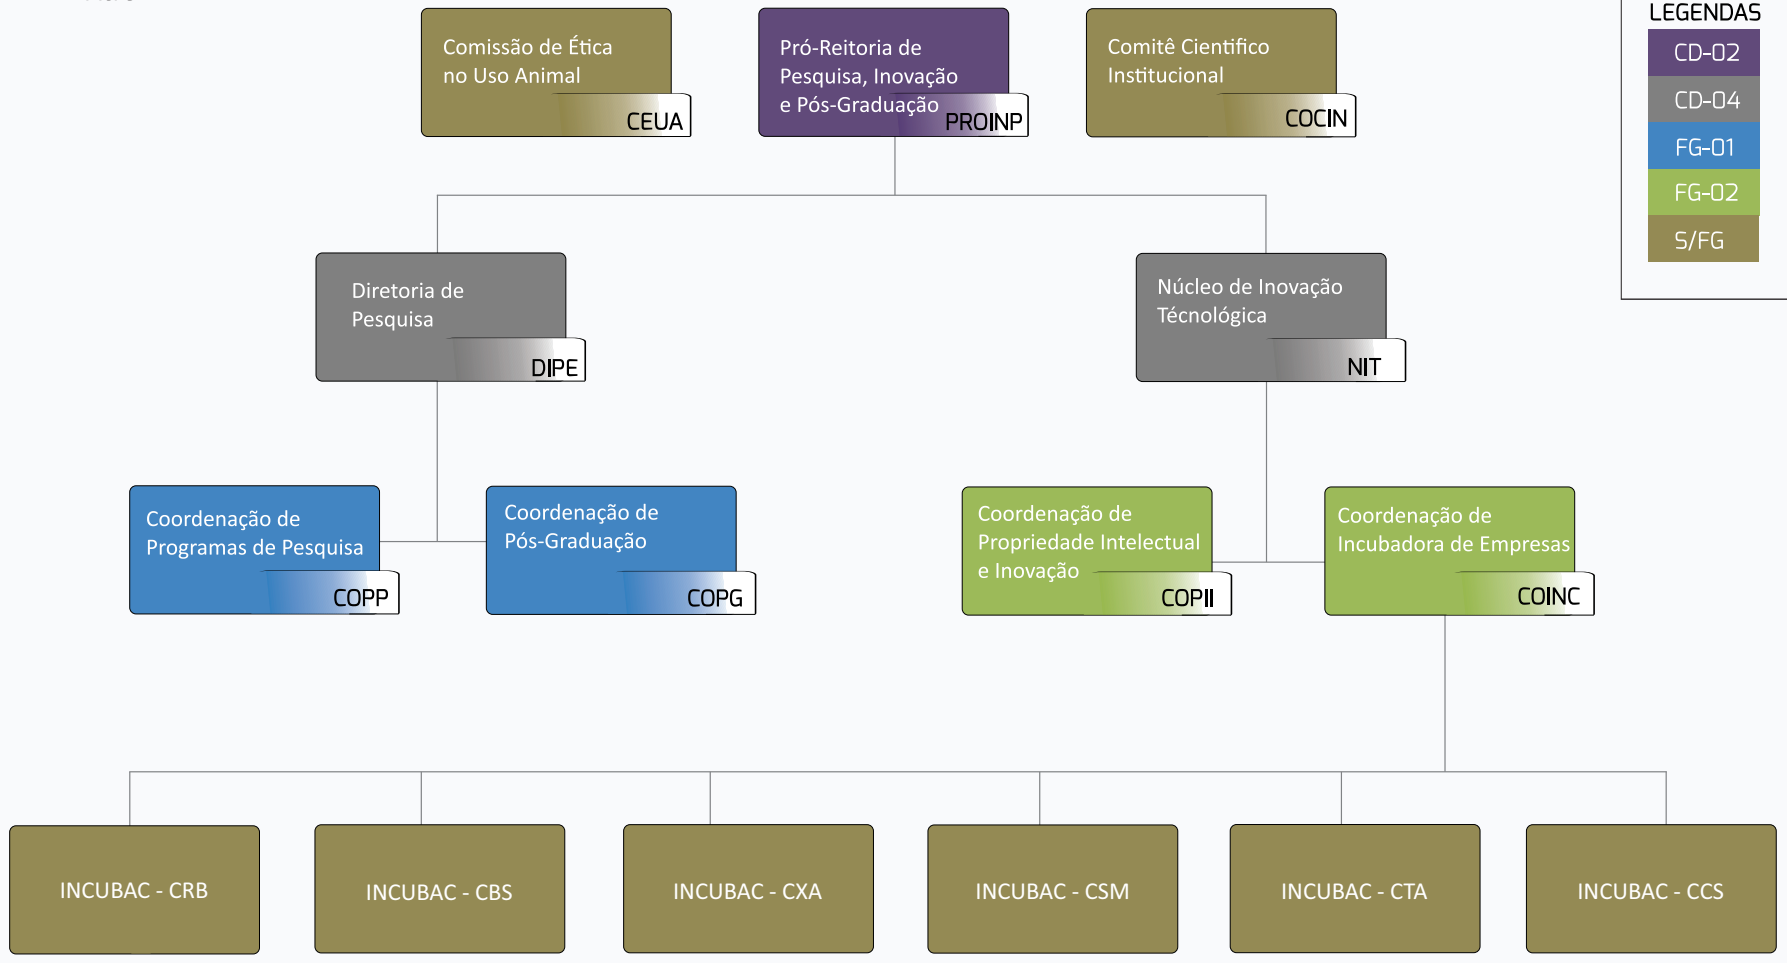 Comissão de Ética
no Uso Animal
CEUA
Pró-Reitoria de
Pesquisa, Inovação
e Pós-Graduação
PROINP
Comitê Cientifico
Institucional
COCIN
LEGENDAS
CD-02
CD-04
FG-01
FG-02
S/FG
Diretoria de
Pesquisa
DIPE
Núcleo de Inovação
Técnológica
NIT
Coordenação de
Programas de Pesquisa
COPP
Coordenação de
Pós-Graduação
COPG
Coordenação de
Propriedade Intelectual
e Inovação
COPII
Coordenação de
Incubadora de Empresas
COINC
INCUBAC - CRB
INCUBAC - CBS
INCUBAC - CXA
INCUBAC - CSM
INCUBAC - CTA
INCUBAC - CCS